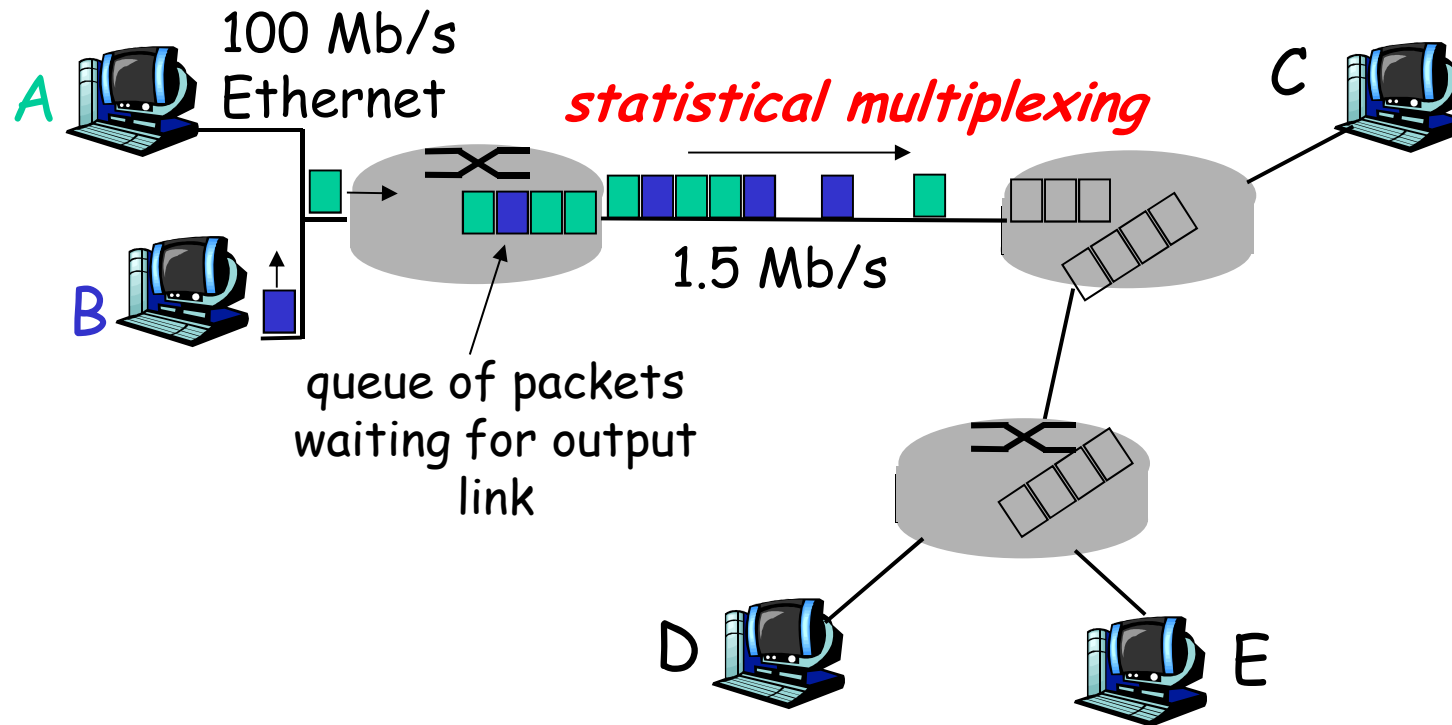 100 Mb/s
Ethernet
A
statistical multiplexing
C
B
1.5 Mb/s
queue of packets
waiting for output
link
D
E